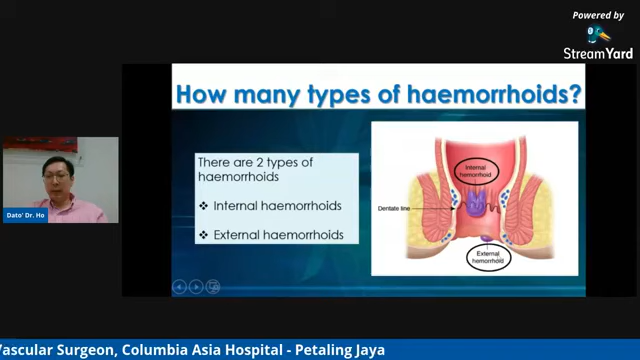 Powered by
StreamYard
How many types of haemorrhoids?
There are 2 types of
haemorrhoids
❖ Internal haemorrhoids
❖ External haemorrhoids
Internal
hemorrhoid
Dentate line
External
hemorrhoid
Dato' Dr. Ho
Vascular Surgeon, Columbia Asia Hospital - Petaling Jaya